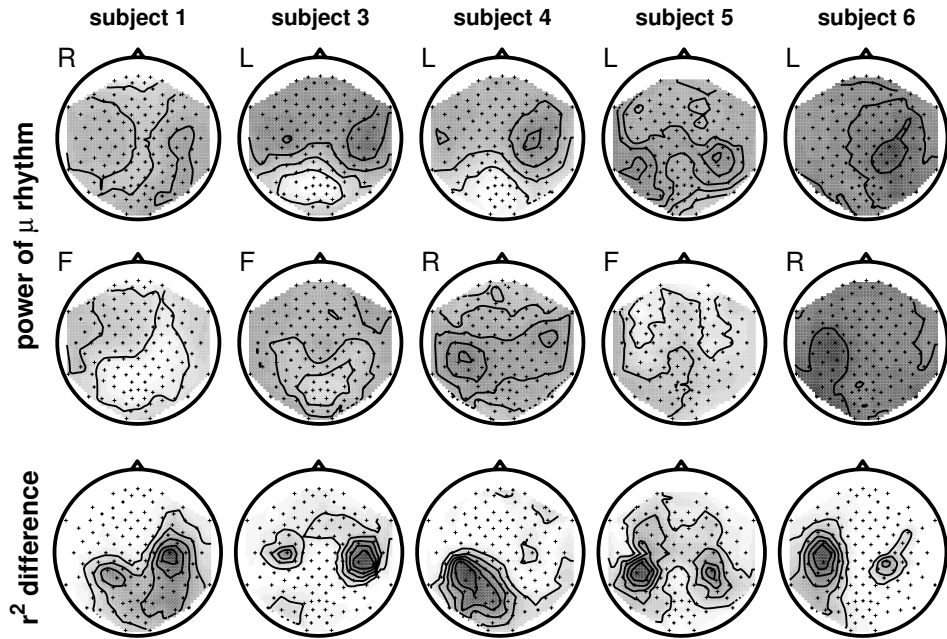 subject 1 subject 3 subject 4 subject 5 subject 6
power of μ rhythm
R L L L L
F F R F R
r² difference